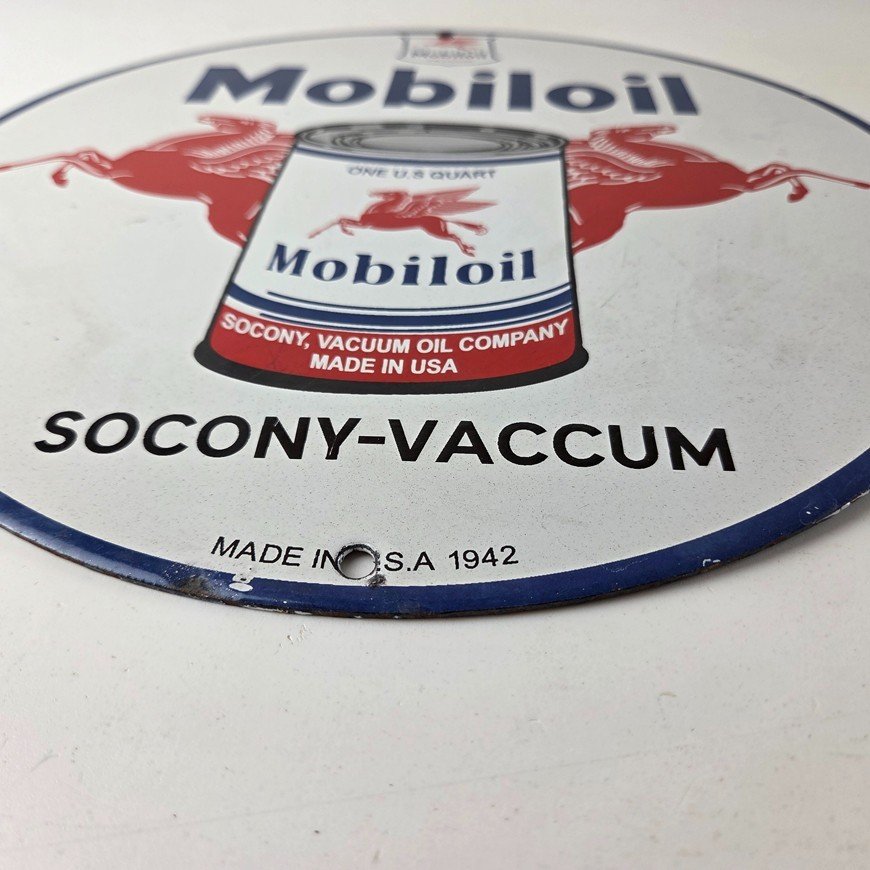 Mobiloil
ONE U.S QUART
Mobiloil
SOCONY, VACUUM OIL COMPANY
MADE IN USA
SOCONY-VACCUM
MADE IN .S.A 1942